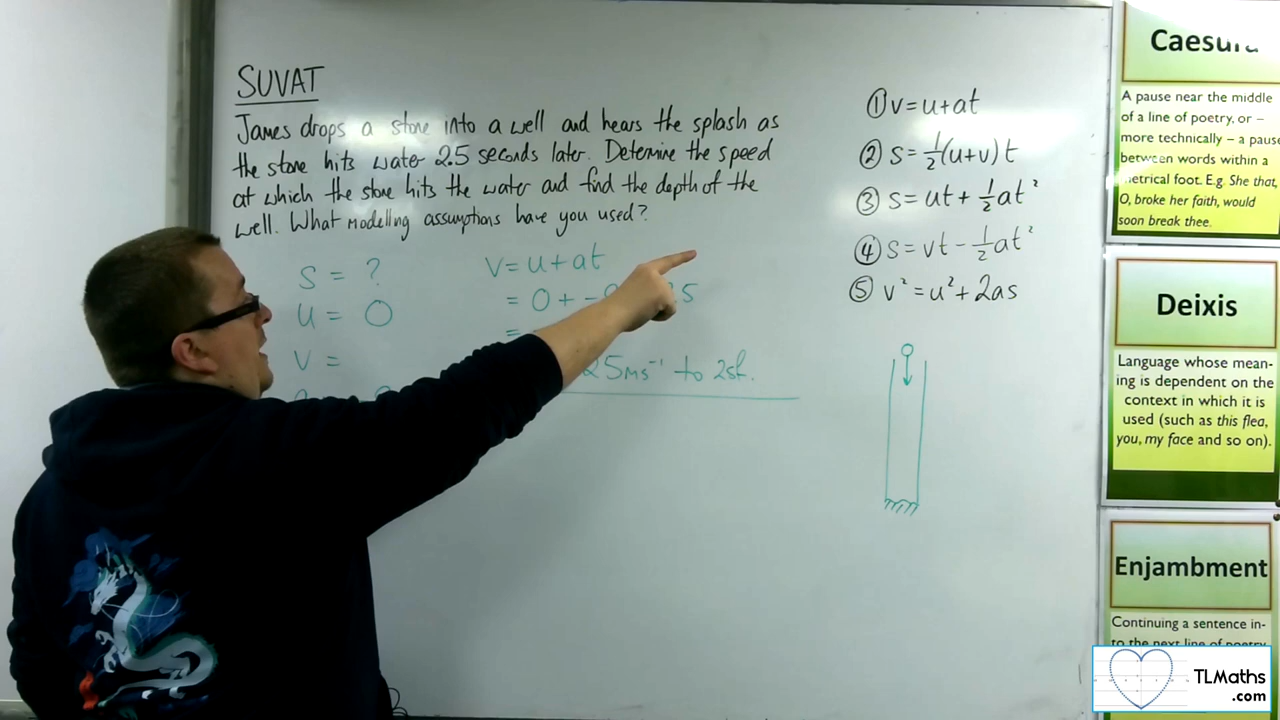 SUVAT
James drops a stone into a well and hears the splash as
the stone hits water 2.5 seconds later. Determine the speed
at which the stone hits the water and find the depth of the
well. What modelling assumptions have you used?
S = ?
u = 0
v =
v = u + at
= 0 + -
=
25ms⁻¹ to 2sf.
① v = u + at
② s = ½(u+v)t
③ s = ut + ½at²
④ s = vt - ½at²
⑤ v² = u² + 2as
Caesura
A pause near the middle
of a line of poetry, or –
more technically – a pause
between words within a
metrical foot. E.g. She that,
O, broke her faith, would
soon break thee.
Deixis
Language whose mean-
ing is dependent on the
context in which it is
used (such as this flea,
you, my face and so on).
Enjambment
Continuing a sentence in-
to the next line of poetry
TLMaths
.com